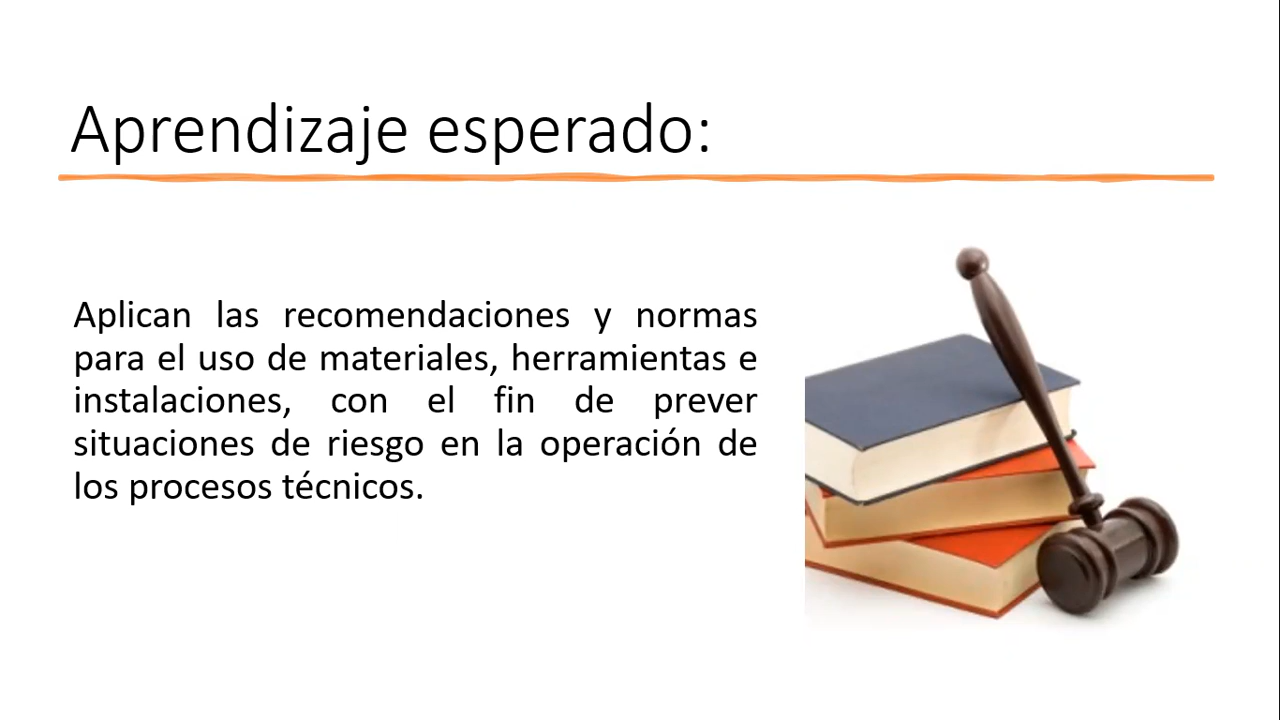 Aprendizaje esperado:
Aplican las recomendaciones y normas
para el uso de materiales, herramientas e
instalaciones, con el fin de prever
situaciones de riesgo en la operación de
los procesos técnicos.